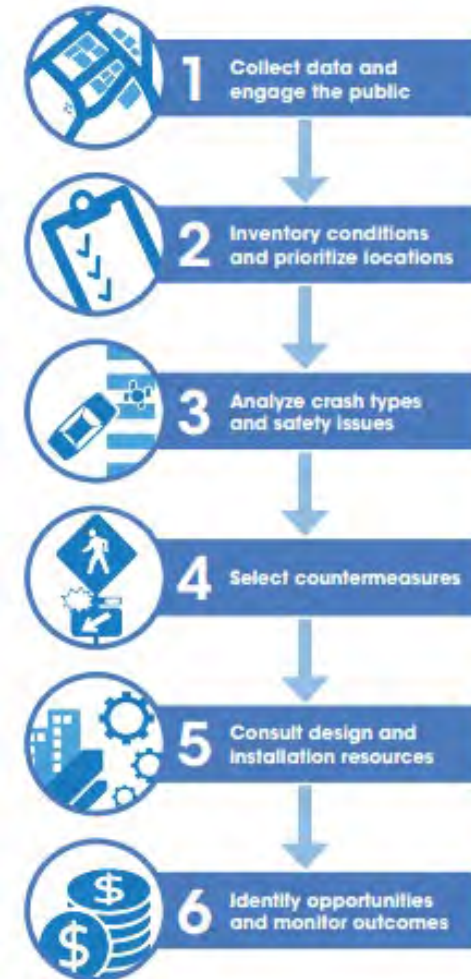 1
Collect data and
engage the public
2
Inventory conditions
and prioritize locations
3
Analyze crash types
and safety issues
4
Select countermeasures
5
Consult design and
installation resources
6
Identify opportunities
and monitor outcomes
$
$